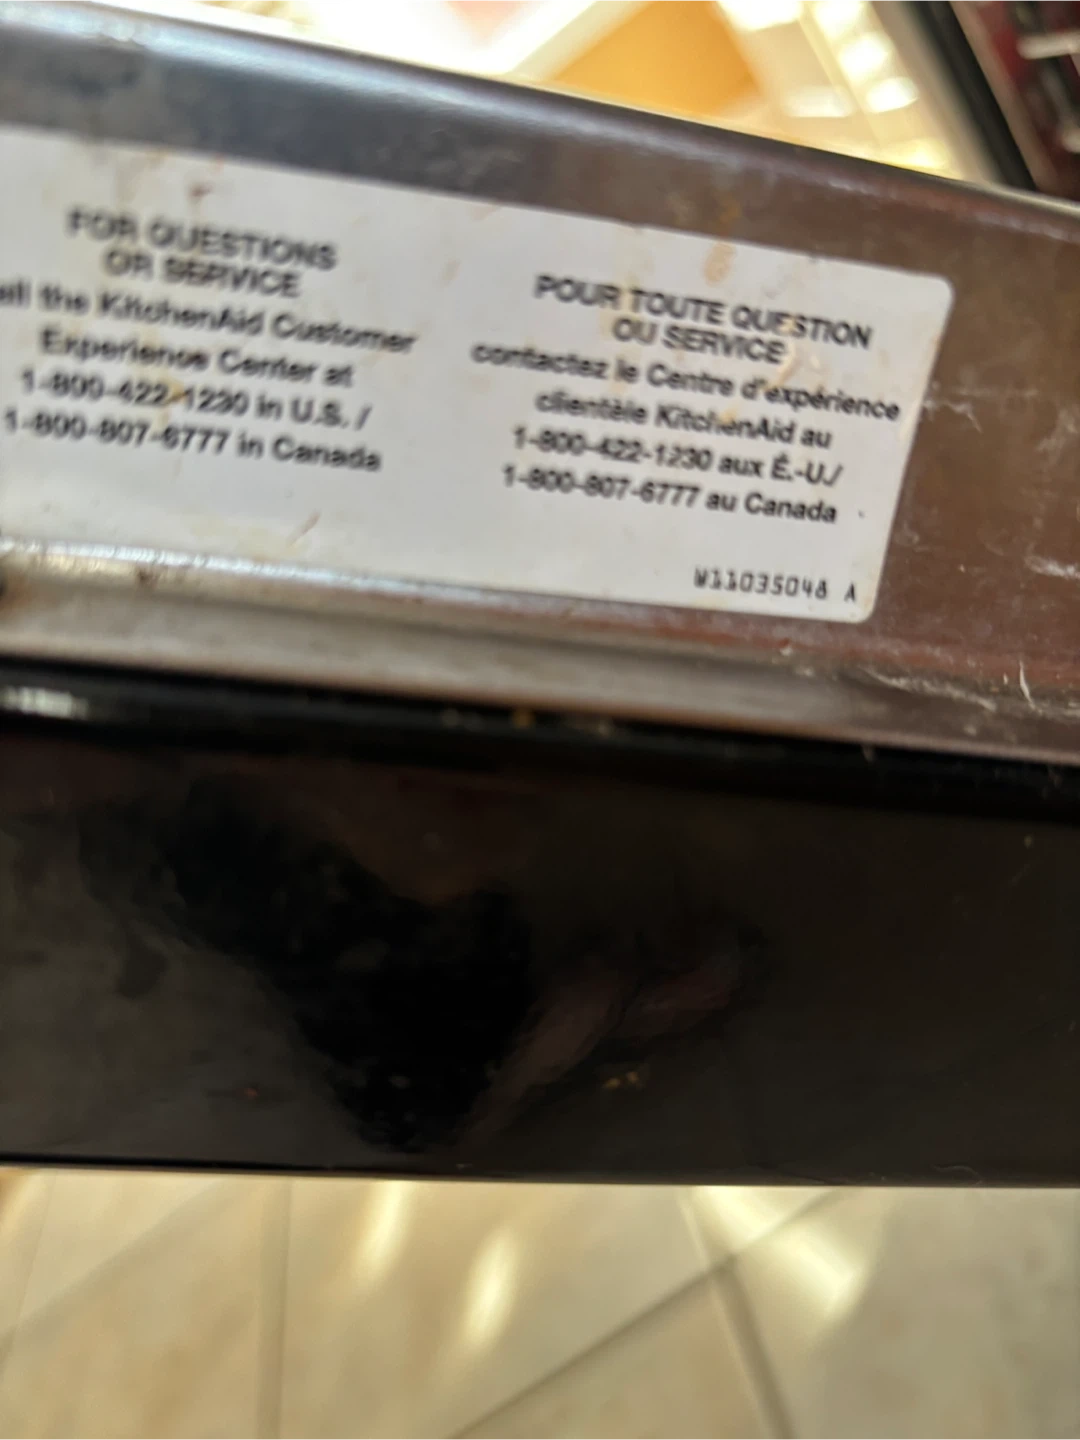 FOR QUESTIONS
OR SERVICE
all the KitchenAid Customer
Experience Center at
1-800-422-1230 in U.S. /
1-800-807-6777 in Canada
POUR TOUTE QUESTION
OU SERVICE
contactez le Centre d'expérience
clientèle KitchenAid au
1-800-422-1230 aux É.-U./
1-800-807-6777 au Canada
W11035048 A